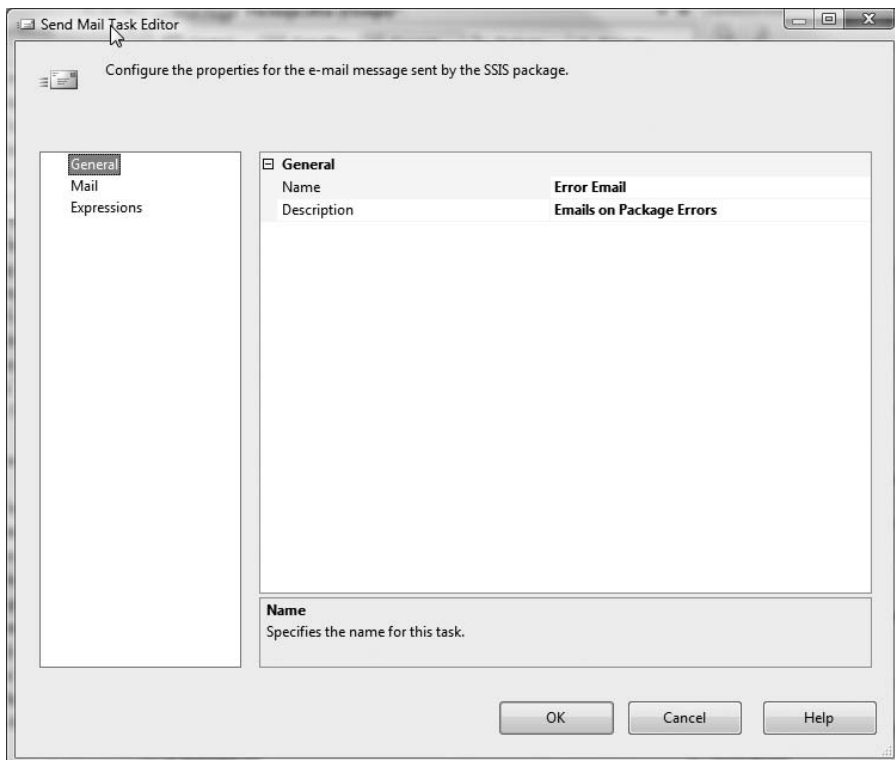 Send Mail Task Editor
Configure the properties for the e-mail message sent by the SSIS package.
General
Mail
Expressions
General
Name Error Email
Description Emails on Package Errors
Name
Specifies the name for this task.
OK Cancel Help